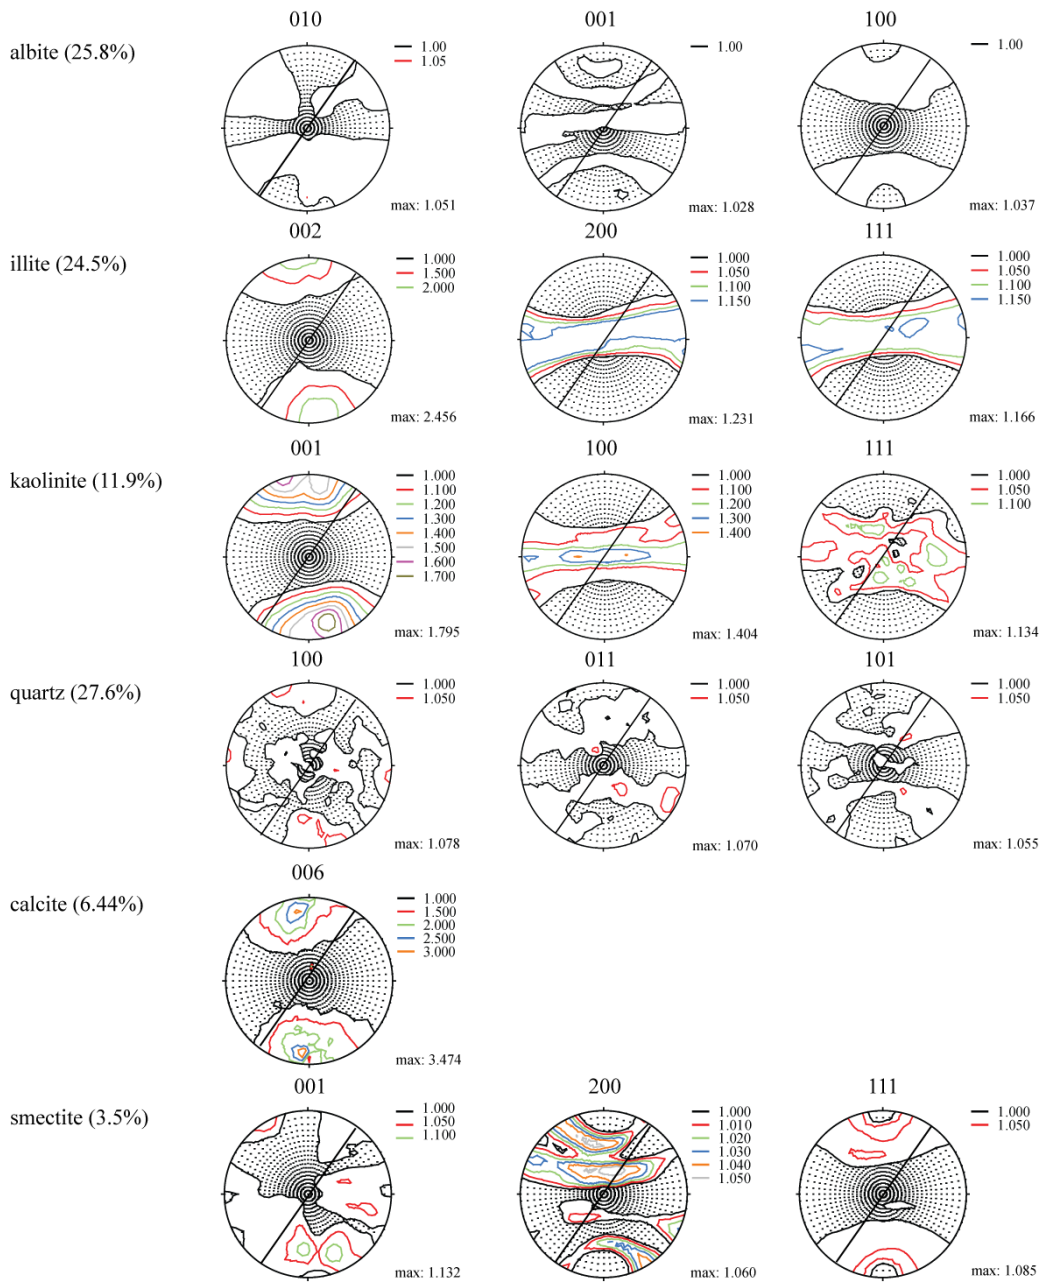 010 001 100
albite (25.8%)
1.00
1.05
max: 1.051
1.00
max: 1.028
1.00
max: 1.037
002 200 111
illite (24.5%)
1.000
1.500
2.000
max: 2.456
1.000
1.050
1.100
1.150
max: 1.231
1.000
1.050
1.100
1.150
max: 1.166
001 100 111
kaolinite (11.9%)
1.000
1.100
1.200
1.300
1.400
1.500
1.600
1.700
max: 1.795
1.000
1.100
1.200
1.300
1.400
max: 1.404
1.000
1.050
1.100
max: 1.134
100 011 101
quartz (27.6%)
1.000
1.050
max: 1.078
1.000
1.050
max: 1.070
1.000
1.050
max: 1.055
006
calcite (6.44%)
1.000
1.500
2.000
2.500
3.000
max: 3.474
001 200 111
smectite (3.5%)
1.000
1.050
1.100
max: 1.132
1.000
1.010
1.020
1.030
1.040
1.050
max: 1.060
1.000
1.050
max: 1.085